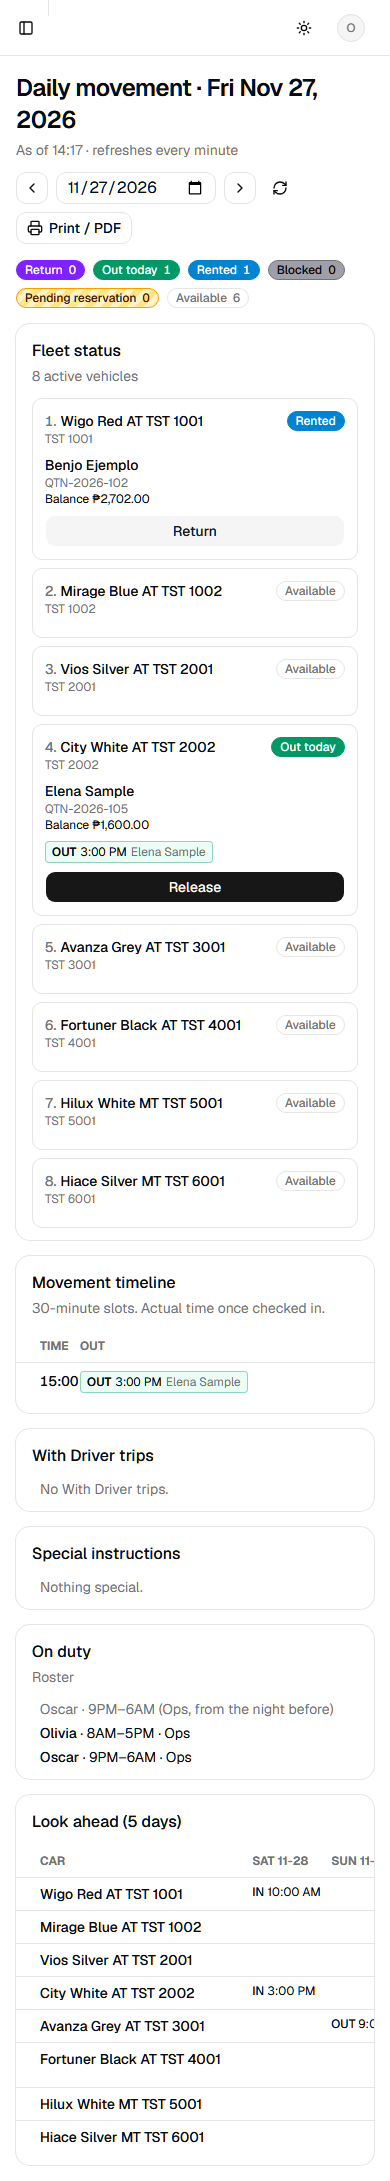 O
Daily movement · Fri Nov 27,
2026
As of 14:17 · refreshes every minute
11/27/2026
Print / PDF
Return 0 Out today 1 Rented 1 Blocked 0
Pending reservation 0 Available 6
Fleet status
8 active vehicles
1. Wigo Red AT TST 1001 Rented
TST 1001
Benjo Ejemplo
QTN-2026-102
Balance ₱2,702.00
Return
2. Mirage Blue AT TST 1002 Available
TST 1002
3. Vios Silver AT TST 2001 Available
TST 2001
4. City White AT TST 2002 Out today
TST 2002
Elena Sample
QTN-2026-105
Balance ₱1,600.00
OUT 3:00 PM Elena Sample
Release
5. Avanza Grey AT TST 3001 Available
TST 3001
6. Fortuner Black AT TST 4001 Available
TST 4001
7. Hilux White MT TST 5001 Available
TST 5001
8. Hiace Silver MT TST 6001 Available
TST 6001
Movement timeline
30-minute slots. Actual time once checked in.
TIME OUT
15:00 OUT 3:00 PM Elena Sample
With Driver trips
No With Driver trips.
Special instructions
Nothing special.
On duty
Roster
Oscar · 9PM–6AM (Ops, from the night before)
Olivia · 8AM–5PM · Ops
Oscar · 9PM–6AM · Ops
Look ahead (5 days)
CAR SAT 11-28 SUN 11-
Wigo Red AT TST 1001 IN 10:00 AM
Mirage Blue AT TST 1002
Vios Silver AT TST 2001
City White AT TST 2002 IN 3:00 PM
Avanza Grey AT TST 3001 OUT 9:0
Fortuner Black AT TST 4001
Hilux White MT TST 5001
Hiace Silver MT TST 6001